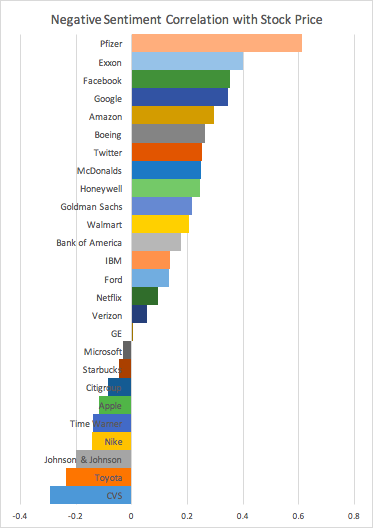 Negative Sentiment Correlation with Stock Price
Pfizer
Exxon
Facebook
Google
Amazon
Boeing
Twitter
McDonalds
Honeywell
Goldman Sachs
Walmart
Bank of America
IBM
Ford
Netflix
Verizon
GE
Microsoft
Starbucks
Citigroup
Apple
Time Warner
Nike
Johnson & Johnson
Toyota
CVS
-0.4 -0.2 0 0.2 0.4 0.6 0.8